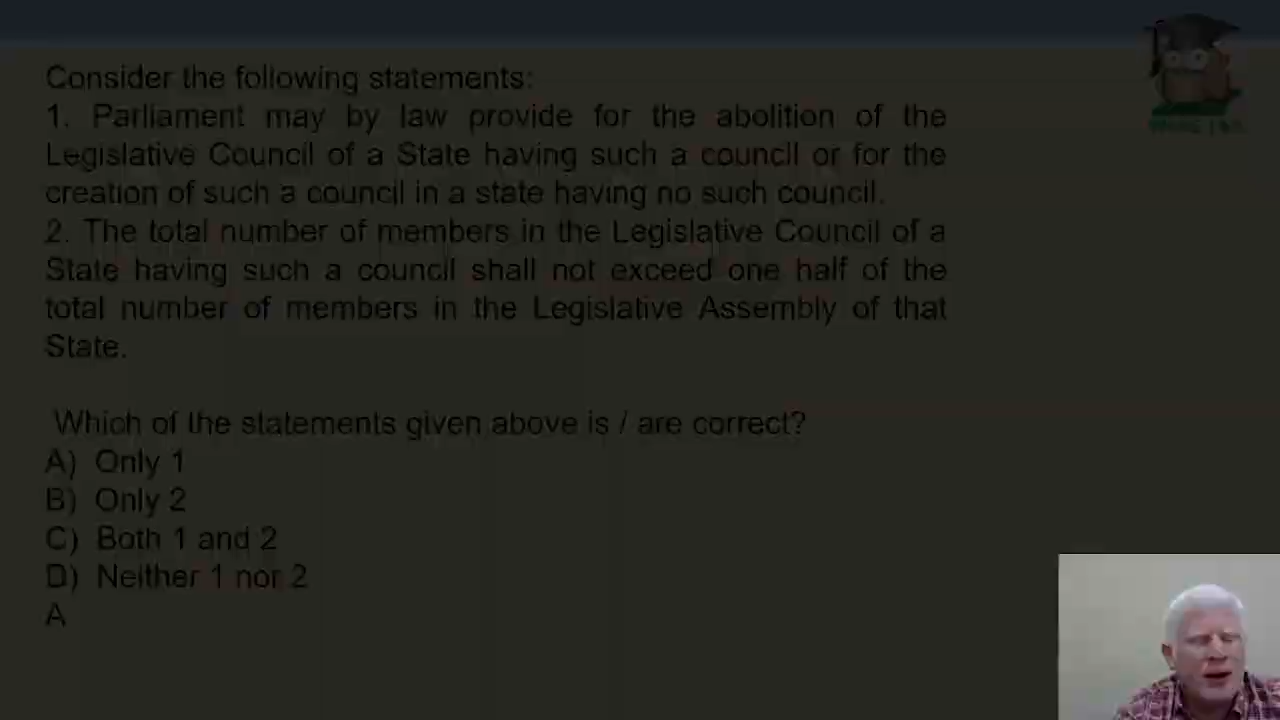 Consider the following statements:
1. Parliament may by law provide for the abolition of the
Legislative Council of a State having such a council or for the
creation of such a council in a state having no such council.
2. The total number of members in the Legislative Council of a
State having such a council shall not exceed one half of the
total number of members in the Legislative Assembly of that
State.
Which of the statements given above is / are correct?
A) Only 1
B) Only 2
C) Both 1 and 2
D) Neither 1 nor 2
A